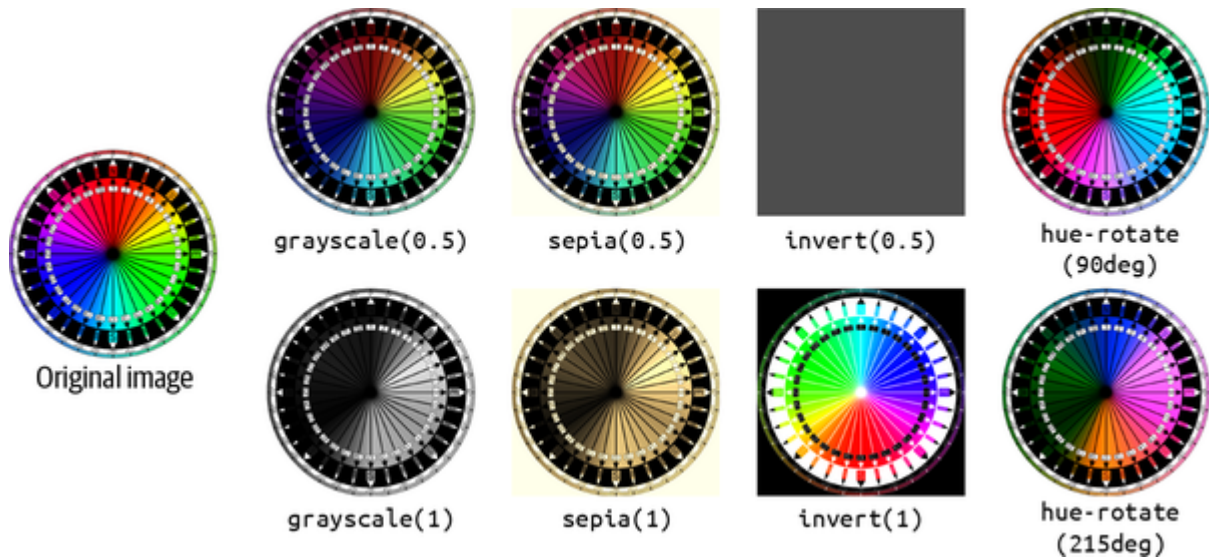 Original image
grayscale(0.5)
sepia(0.5)
invert(0.5)
hue-rotate
(90deg)
grayscale(1)
sepia(1)
invert(1)
hue-rotate
(215deg)